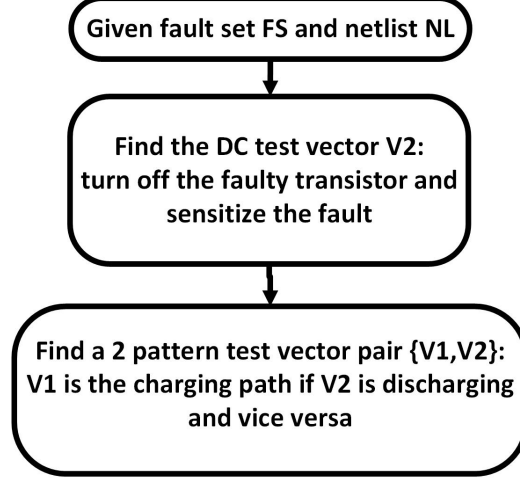 Given fault set FS and netlist NL
Find the DC test vector V2:
turn off the faulty transistor and
sensitize the fault
Find a 2 pattern test vector pair {V1,V2}:
V1 is the charging path if V2 is discharging
and vice versa